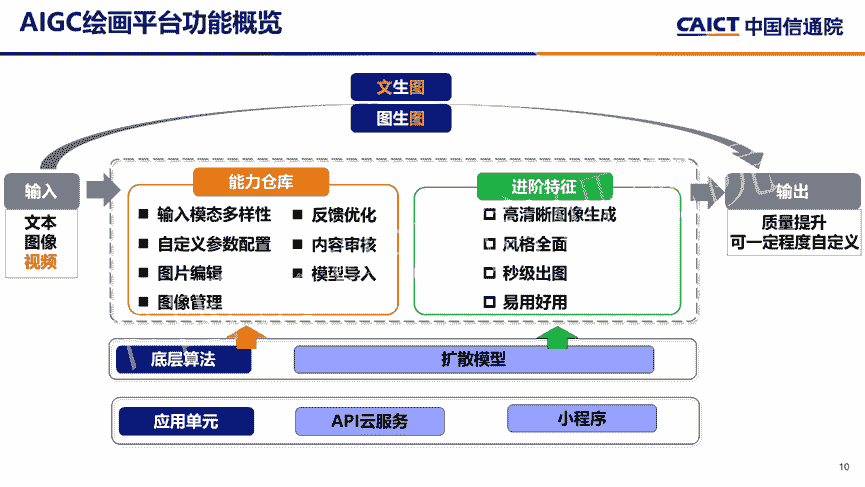 AIGC绘画平台功能概览
CAICT 中国信通院
文生图
图生图
输入
文本
图像
视频
能力仓库
■ 输入模态多样性
■ 自定义参数配置
■ 图片编辑
■ 图像管理
■ 反馈优化
■ 内容审核
■ 模型导入
进阶特征
高清晰图像生成
风格全面
秒级出图
易用好用
输出
质量提升
可一定程度自定义
底层算法
扩散模型
应用单元
API云服务
小程序
10